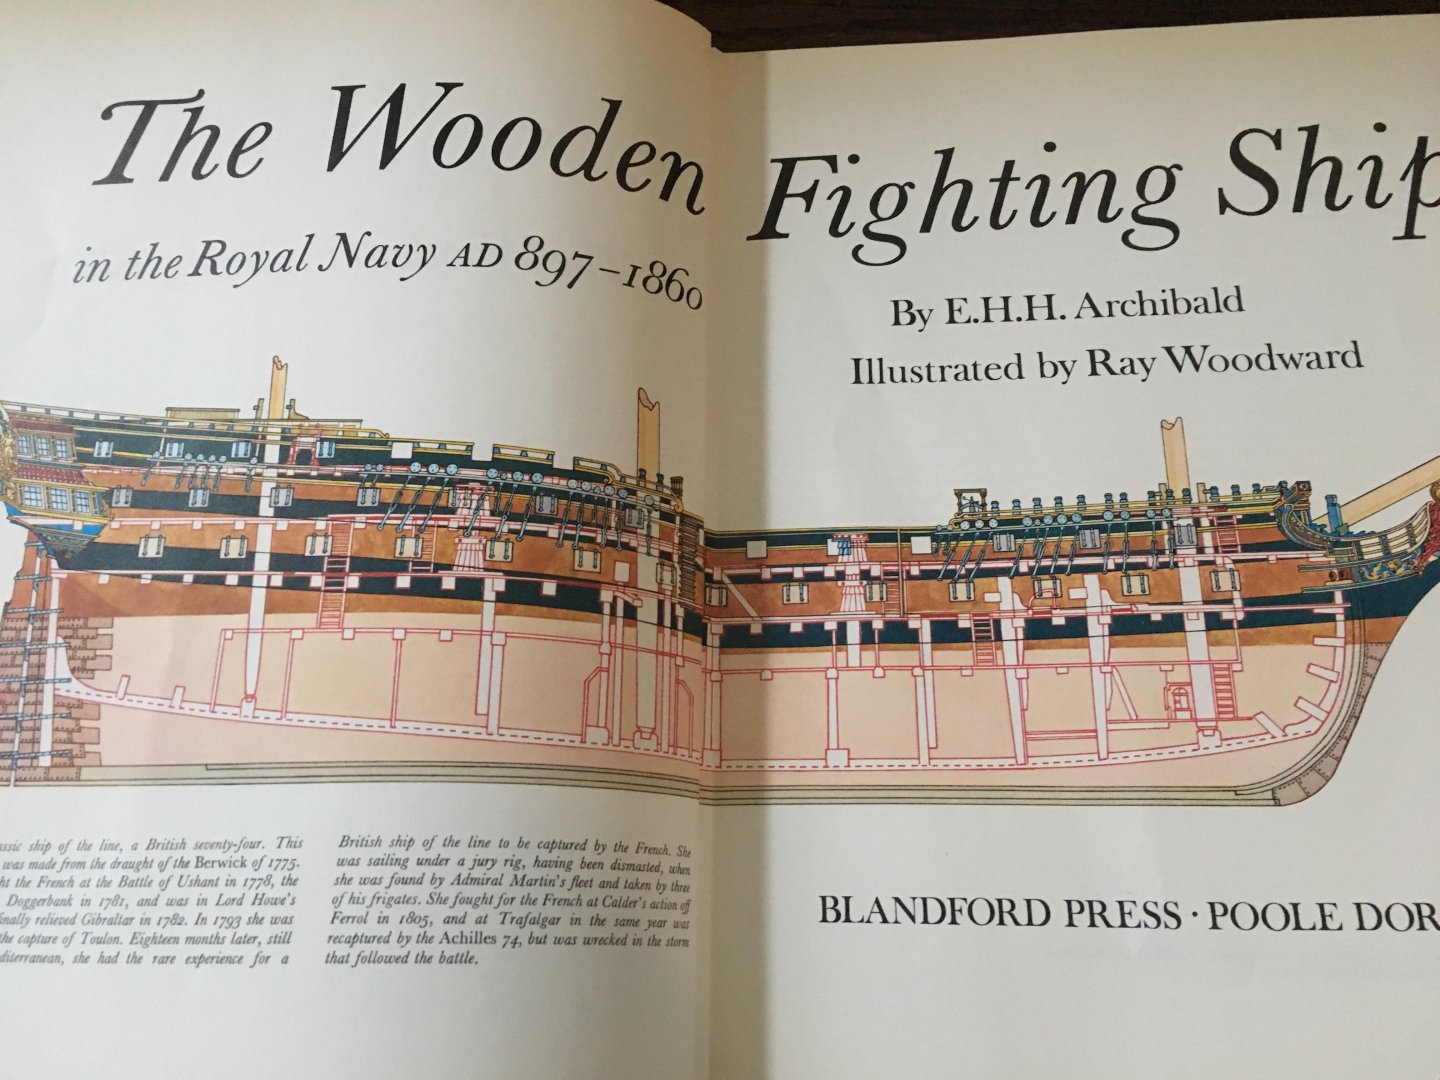 The Wooden Fighting Ship
in the Royal Navy AD 897–1860
By E.H.H. Archibald
Illustrated by Ray Woodward
ship of the line, a British seventy-four. This
was made from the draught of the Berwick of 1775.
the French at the Battle of Ushant in 1778, the
Doggerbank in 1781, and was in Lord Howe's
relieved Gibraltar in 1782. In 1793 she was
the capture of Toulon. Eighteen months later, still
she had the rare experience for a
British ship of the line to be captured by the French. She
was sailing under a jury rig, having been dismasted, when
she was found by Admiral Martin's fleet and taken by three
of his frigates. She fought for the French at Calder's action off
Ferrol in 1805, and at Trafalgar in the same year was
recaptured by the Achilles 74, but was wrecked in the storm
that followed the battle.
BLANDFORD PRESS · POOLE DOR